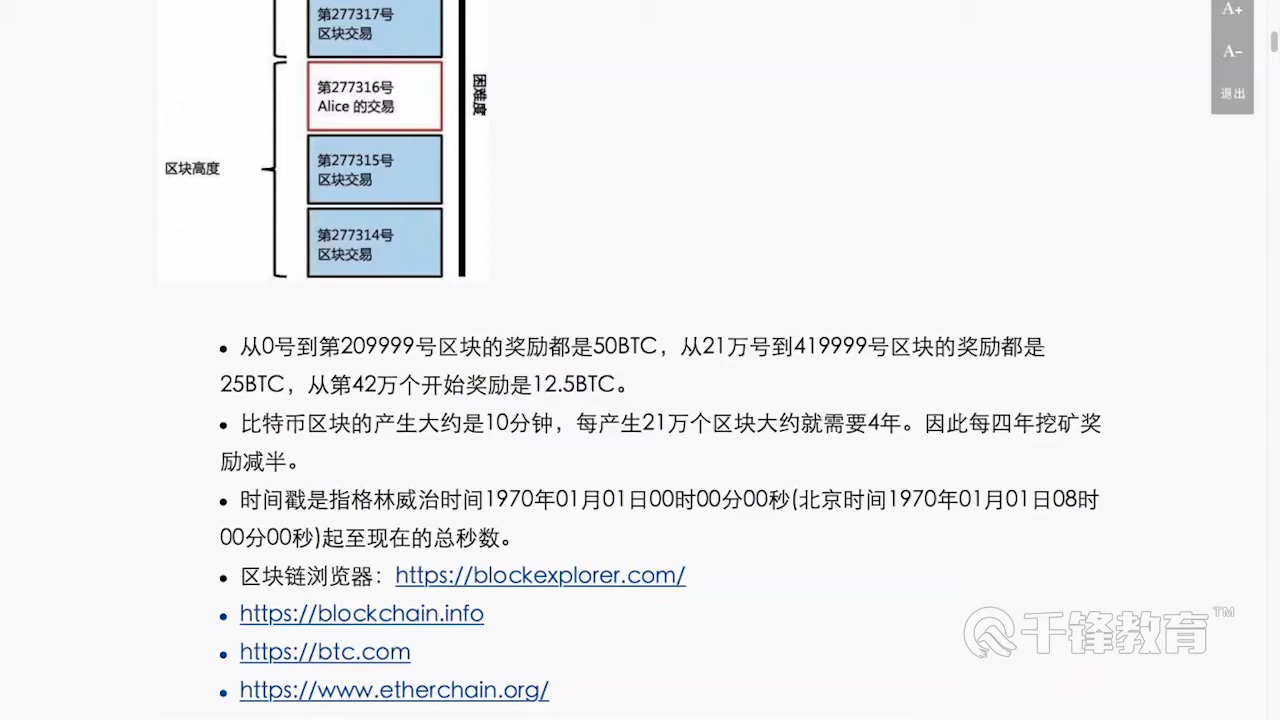 第277317号
区块交易
第277316号
Alice 的交易
困难度
第277315号
区块交易
区块高度
第277314号
区块交易
A+
A-
退出
• 从0号到第209999号区块的奖励都是50BTC，从21万号到419999号区块的奖励都是
25BTC，从第42万个开始奖励是12.5BTC。
• 比特币区块的产生大约是10分钟，每产生21万个区块大约就需要4年。因此每四年挖矿奖
励减半。
• 时间戳是指格林威治时间1970年01月01日00时00分00秒(北京时间1970年01月01日08时
00分00秒)起至现在的总秒数。
• 区块链浏览器：https://blockexplorer.com/
• https://blockchain.info
• https://btc.com
• https://www.etherchain.org/
千锋教育™